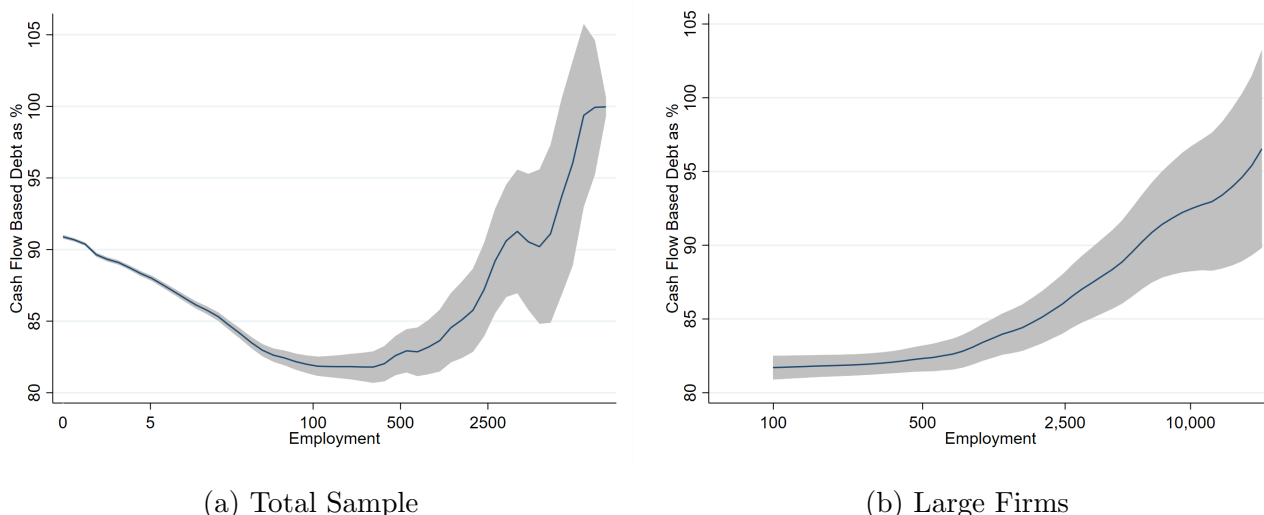 Cash Flow Based Debt as %
105
100
95
90
85
80
0 5 100 500 2500
Employment
(a) Total Sample
Cash Flow Based Debt as %
105
100
95
90
85
80
100 500 2,500 10,000
Employment
(b) Large Firms